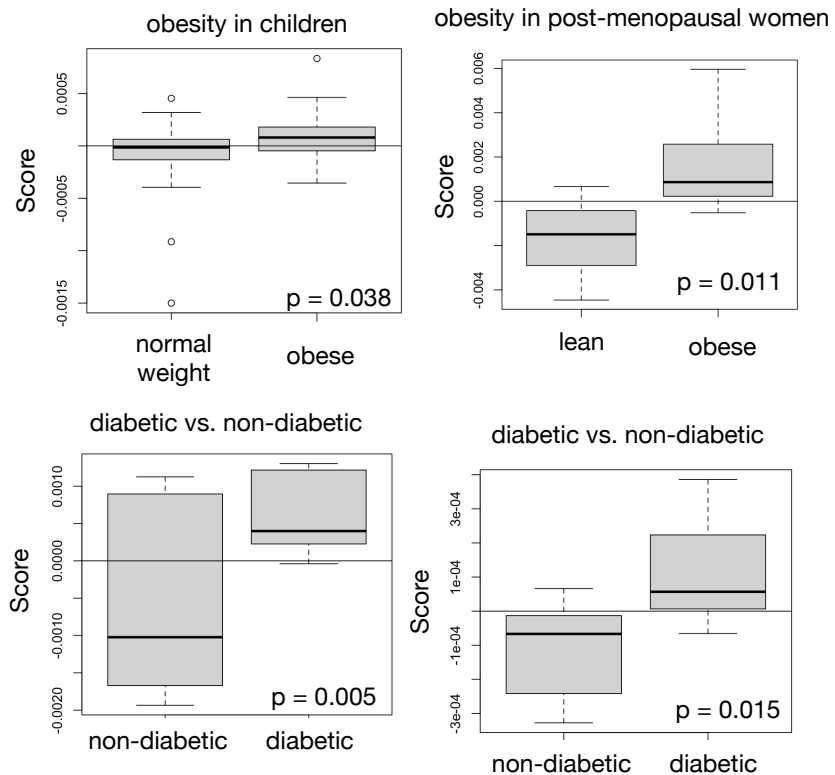 obesity in children
Score
0.0005
-0.0005
-0.0015
p = 0.038
normal
weight
obese
obesity in post-menopausal women
Score
0.006
0.004
0.002
0.000
-0.004
p = 0.011
lean
obese
diabetic vs. non-diabetic
Score
0.0010
0.0000
-0.0010
-0.0020
p = 0.005
non-diabetic
diabetic
diabetic vs. non-diabetic
Score
3e-04
1e-04
-1e-04
-3e-04
p = 0.015
non-diabetic
diabetic